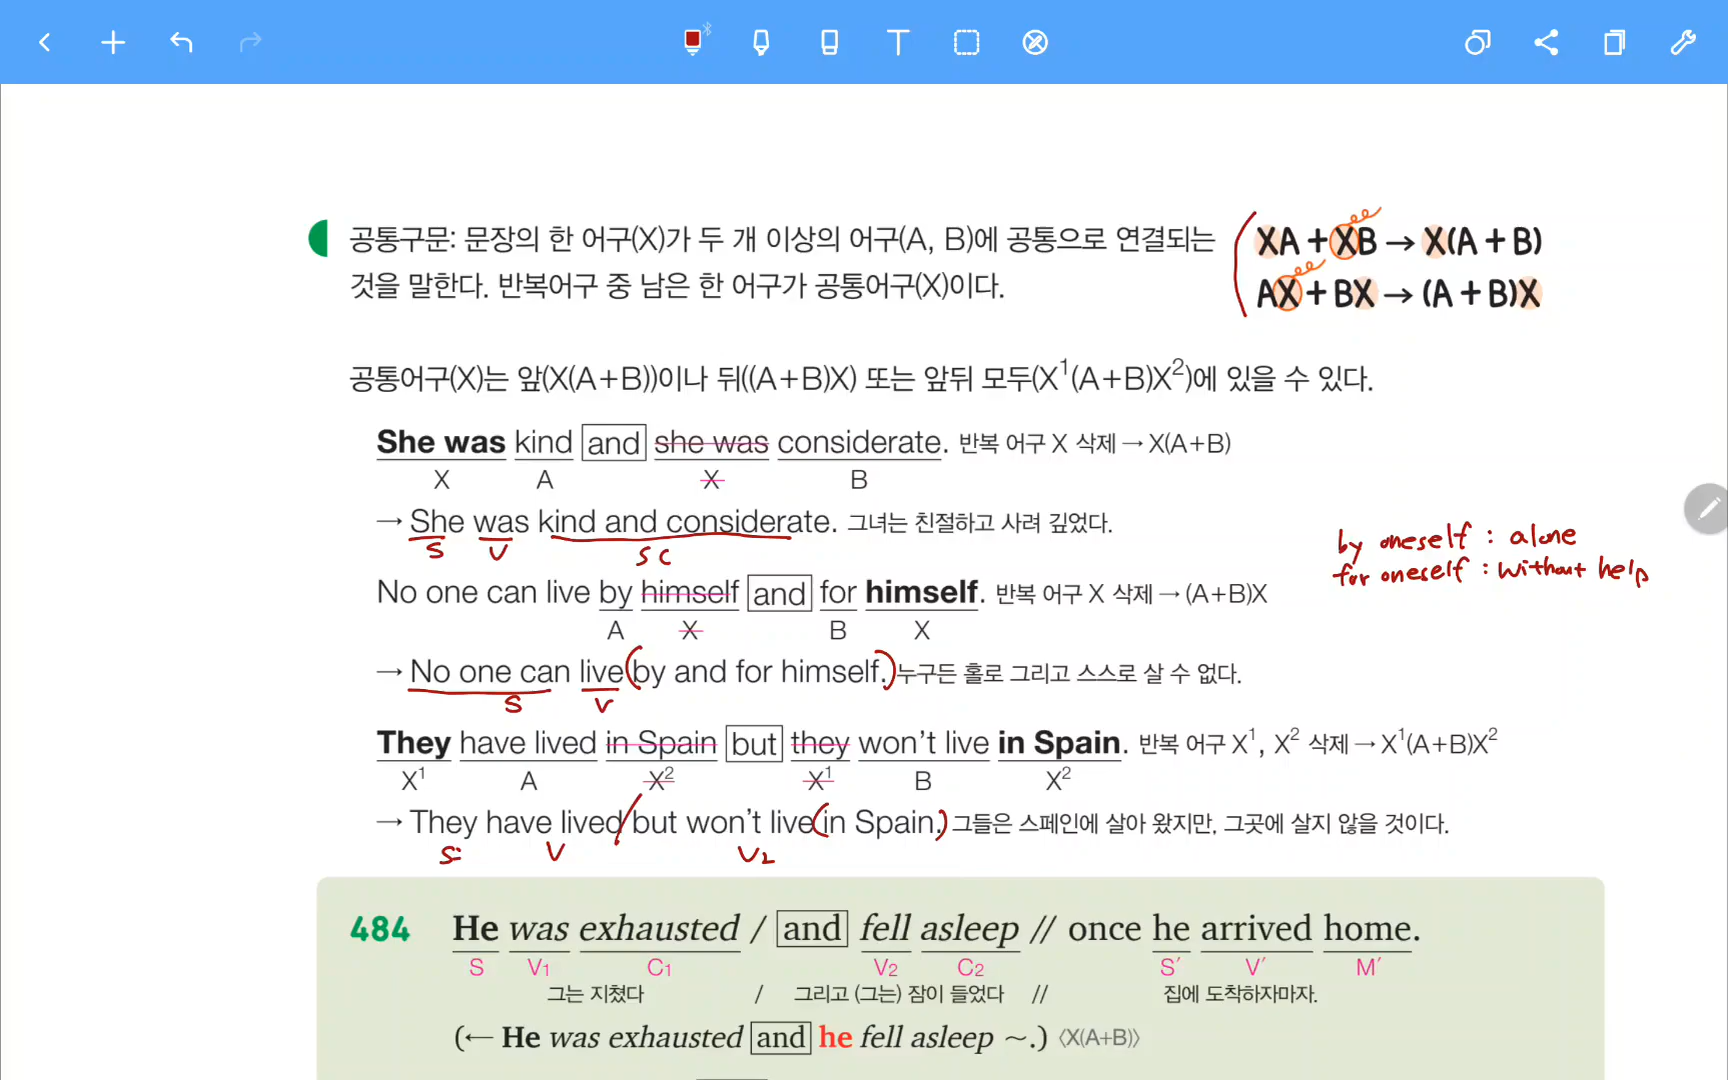 공통구문: 문장의 한 어구(X)가 두 개 이상의 어구(A, B)에 공통으로 연결되는
것을 말한다. 반복어구 중 남은 한 어구가 공통어구(X)이다.
XA + XB → X(A + B)
AX + BX → (A + B)X
공통어구(X)는 앞(X(A+B))이나 뒤((A+B)X) 또는 앞뒤 모두(X¹(A+B)X²)에 있을 수 있다.
She was kind and she was considerate. 반복 어구 X 삭제 → X(A+B)
X A X B
→ She was kind and considerate. 그녀는 친절하고 사려 깊었다.
S V SC
by oneself : alone
for oneself : without help
No one can live by himself and for himself. 반복 어구 X 삭제 → (A+B)X
A X B X
→ No one can live (by and for himself.) 누구든 홀로 그리고 스스로 살 수 없다.
S V
They have lived in Spain but they won't live in Spain. 반복 어구 X¹, X² 삭제 → X¹(A+B)X²
X¹ A X² X¹ B X²
→ They have lived / but won't live (in Spain.) 그들은 스페인에 살아 왔지만, 그곳에 살지 않을 것이다.
S V V₂
484 He was exhausted / and fell asleep // once he arrived home.
S V₁ C₁ V₂ C₂ S′ V′ M′
그는 지쳤다 / 그리고 (그는) 잠이 들었다 // 집에 도착하자마자.
(← He was exhausted and he fell asleep ~.) 〈X(A+B)〉